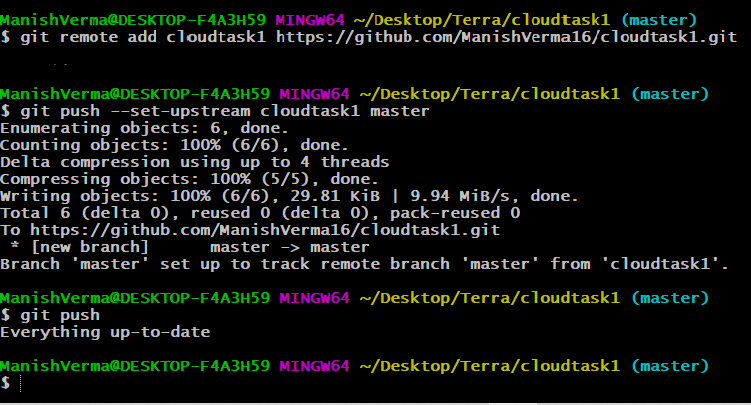 ManishVerma@DESKTOP-F4A3H59 MINGW64 ~/Desktop/Terra/cloudtask1 (master)
$ git remote add cloudtask1 https://github.com/ManishVerma16/cloudtask1.git
ManishVerma@DESKTOP-F4A3H59 MINGW64 ~/Desktop/Terra/cloudtask1 (master)
$ git push --set-upstream cloudtask1 master
Enumerating objects: 6, done.
Counting objects: 100% (6/6), done.
Delta compression using up to 4 threads
Compressing objects: 100% (5/5), done.
Writing objects: 100% (6/6), 29.81 KiB | 9.94 MiB/s, done.
Total 6 (delta 0), reused 0 (delta 0), pack-reused 0
To https://github.com/ManishVerma16/cloudtask1.git
 * [new branch]      master -> master
Branch 'master' set up to track remote branch 'master' from 'cloudtask1'.
ManishVerma@DESKTOP-F4A3H59 MINGW64 ~/Desktop/Terra/cloudtask1 (master)
$ git push
Everything up-to-date
ManishVerma@DESKTOP-F4A3H59 MINGW64 ~/Desktop/Terra/cloudtask1 (master)
$